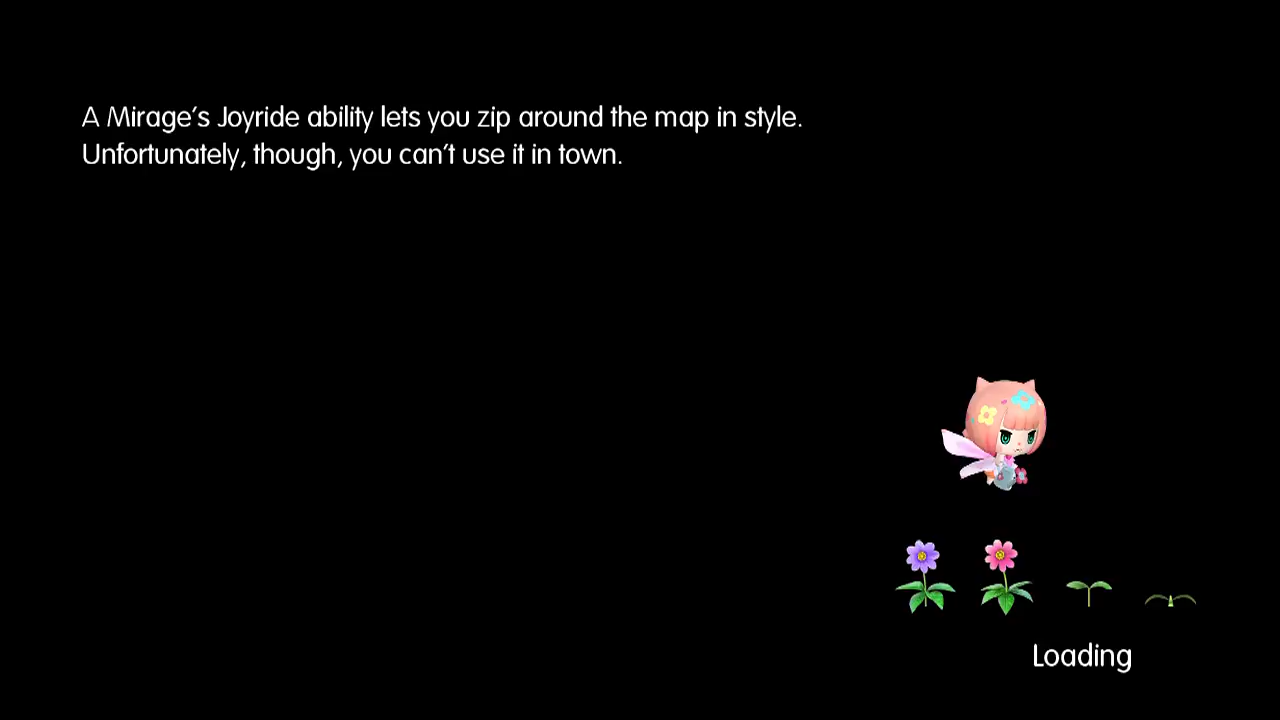 A Mirage's Joyride ability lets you zip around the map in style.
Unfortunately, though, you can't use it in town.
Loading